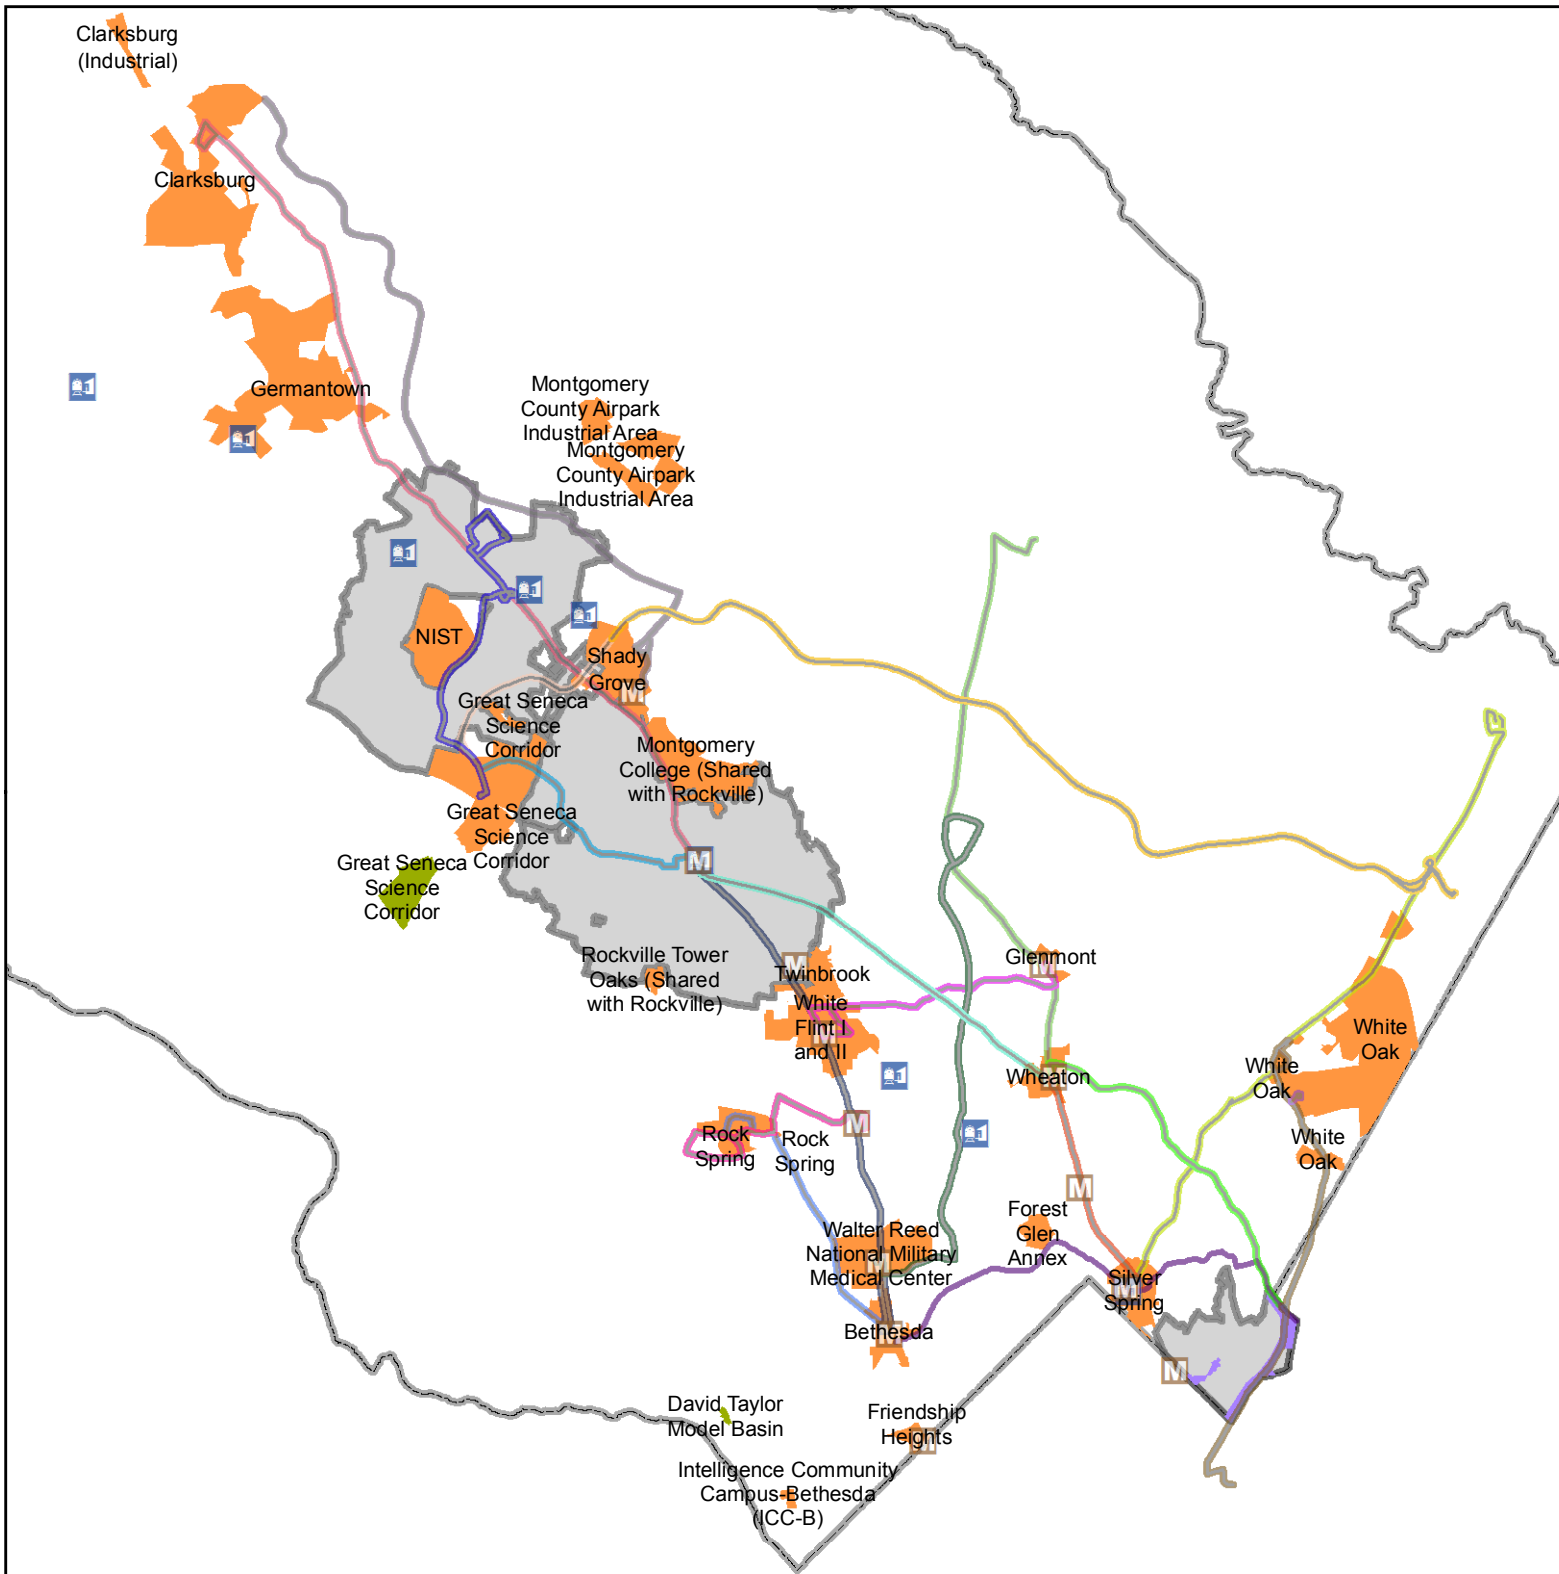 Clarksburg
(Industrial)
Clarksburg
Germantown
Montgomery
County Airpark
Industrial Area
Montgomery
County Airpark
Industrial Area
NIST
Shady
Grove
M
Great Seneca
Science
Corridor
Montgomery
College (Shared
with Rockville)
Great Seneca
Science
Corridor
Great Seneca
Science
Corridor
M
Rockville Tower
Oaks (Shared
with Rockville)
M
Twinbrook
Glenmont
M
White
Flint I
and II
M
White
Oak
White
Oak
Wheaton
M
Rock
Spring
Rock
Spring
M
White
Oak
M
Forest
Glen
Annex
Walter Reed
National Military
Medical Center
M
Silver
Spring
M
Bethesda
M
M
David Taylor
Model Basin
Friendship
Heights
M
Intelligence Community
Campus-Bethesda
(ICC-B)